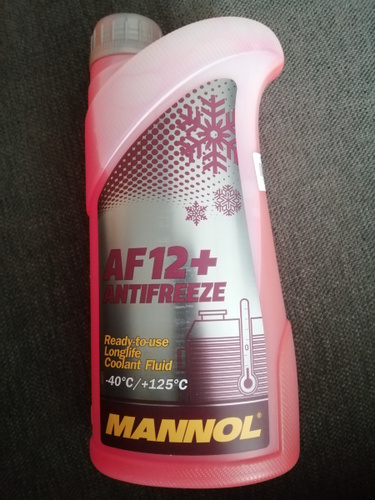 AF12+
ANTIFREEZE
Ready-to-use
Longlife
Coolant Fluid
-40°C/+125°C
MANNOL®